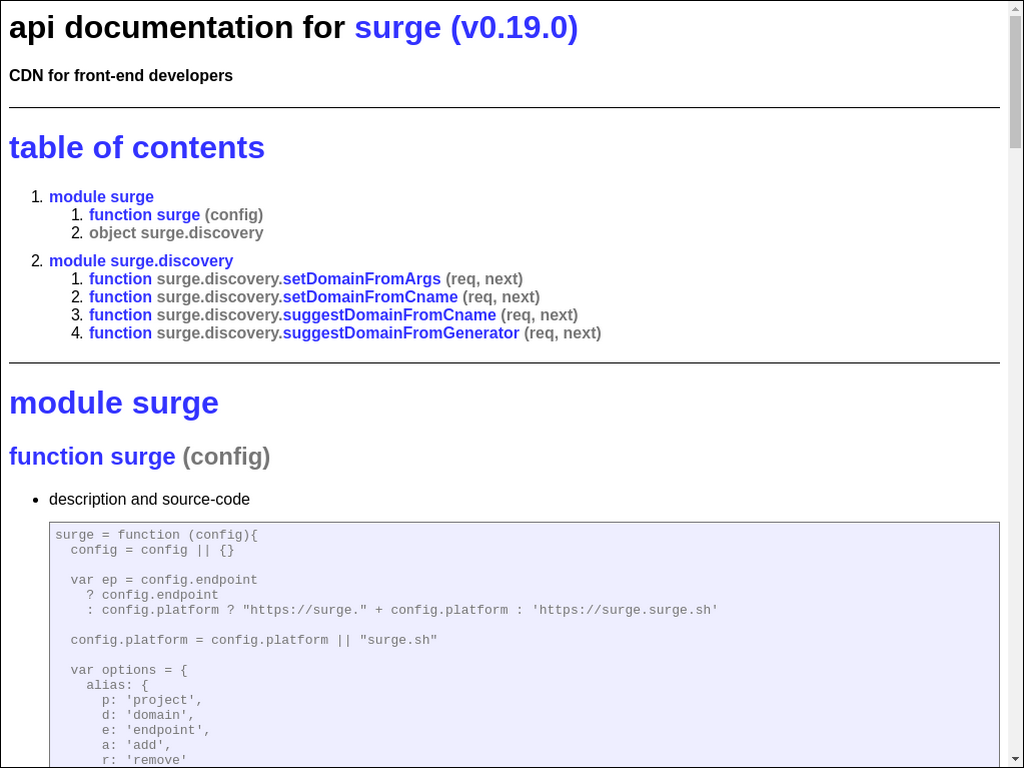 api documentation for surge (v0.19.0)
CDN for front-end developers
table of contents
1. module surge
1. function surge (config)
2. object surge.discovery
2. module surge.discovery
1. function surge.discovery.setDomainFromArgs (req, next)
2. function surge.discovery.setDomainFromCname (req, next)
3. function surge.discovery.suggestDomainFromCname (req, next)
4. function surge.discovery.suggestDomainFromGenerator (req, next)
module surge
function surge (config)
• description and source-code
surge = function (config){
  config = config || {}
  var ep = config.endpoint
    ? config.endpoint
    : config.platform ? "https://surge." + config.platform : 'https://surge.surge.sh'
  config.platform = config.platform || "surge.sh"
  var options = {
    alias: {
      p: 'project',
      d: 'domain',
      e: 'endpoint',
      a: 'add',
      r: 'remove'